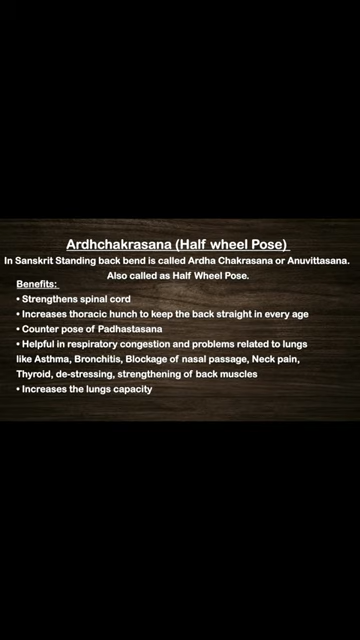 Ardhchakrasana (Half wheel Pose)
In Sanskrit Standing back bend is called Ardha Chakrasana or Anuvittasana.
Also called as Half Wheel Pose.
Benefits:
• Strengthens spinal cord
• Increases thoracic hunch to keep the back straight in every age
• Counter pose of Padhastasana
• Helpful in respiratory congestion and problems related to lungs
like Asthma, Bronchitis, Blockage of nasal passage, Neck pain,
Thyroid, de-stressing, strengthening of back muscles
• Increases the lungs capacity